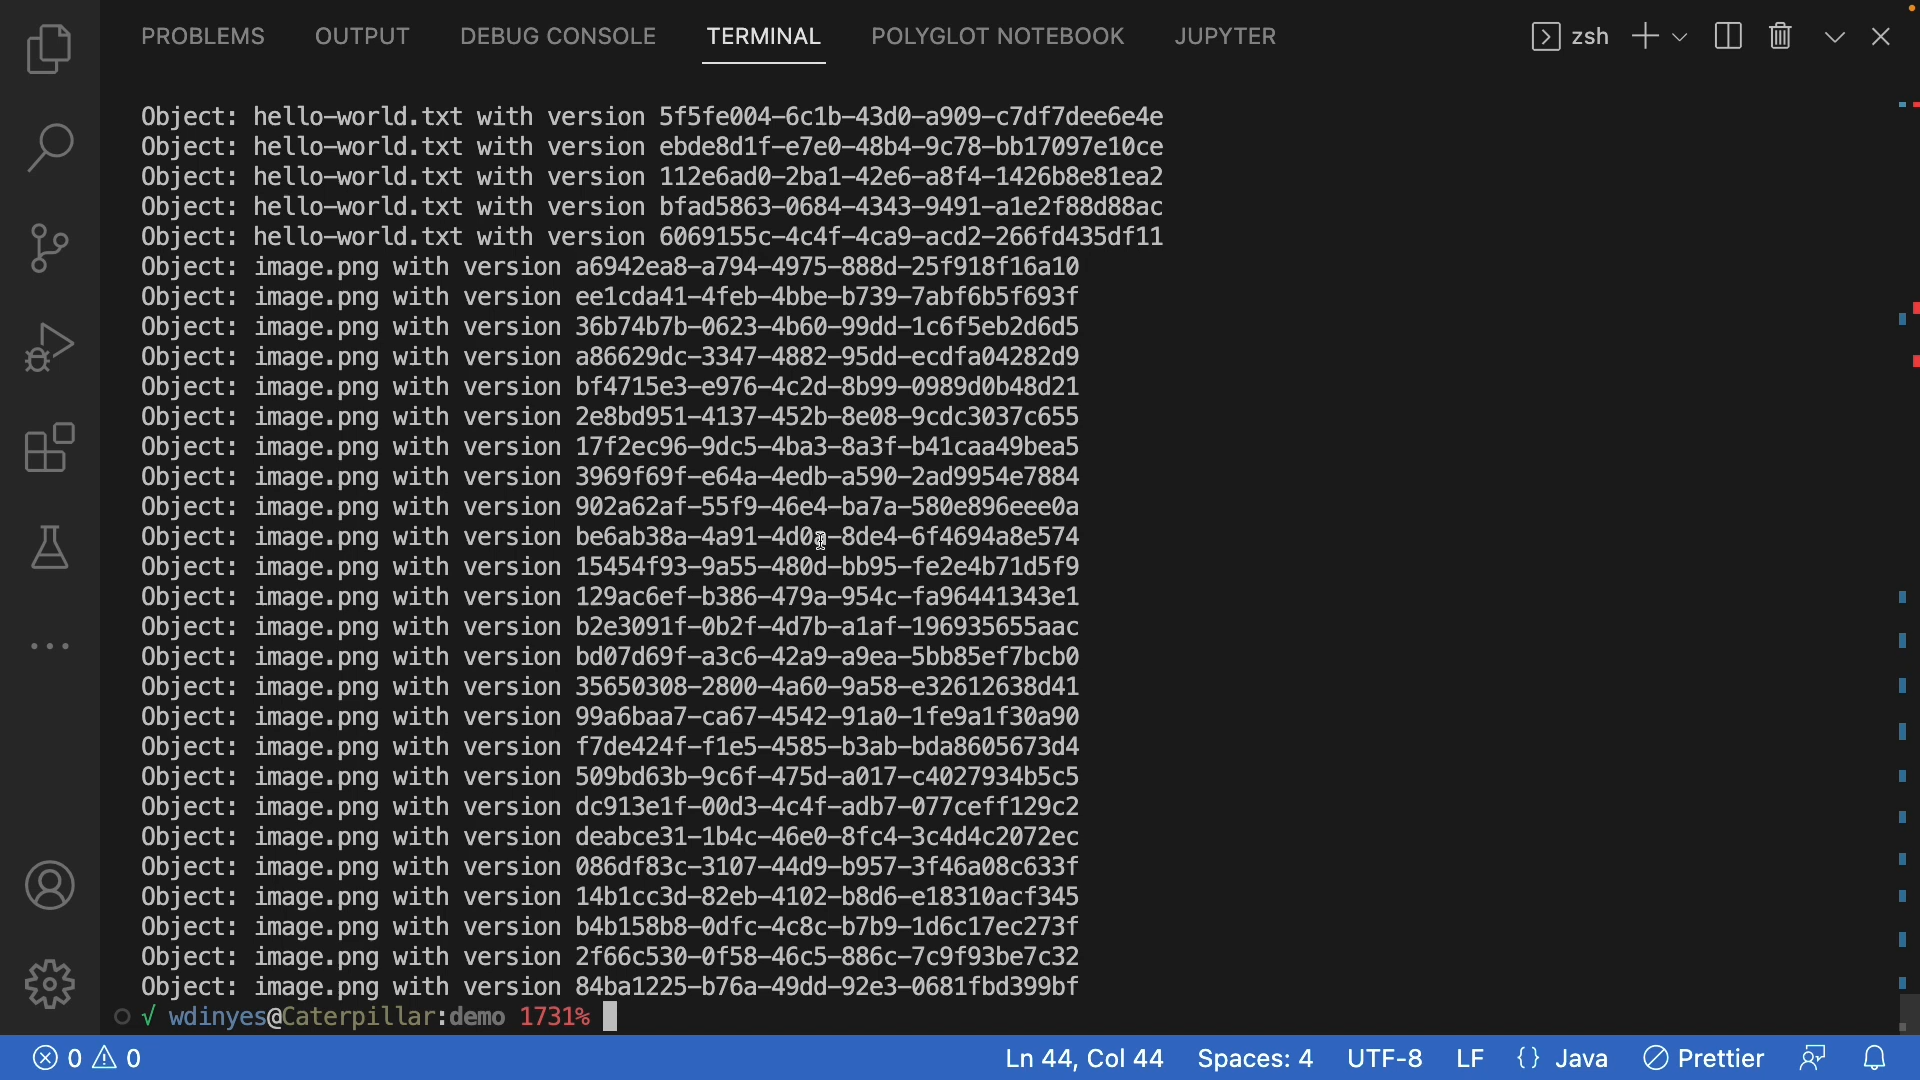 PROBLEMS OUTPUT DEBUG CONSOLE TERMINAL POLYGLOT NOTEBOOK JUPYTER zsh
Object: hello-world.txt with version 5f5fe004-6c1b-43d0-a909-c7df7dee6e4e
Object: hello-world.txt with version ebde8d1f-e7e0-48b4-9c78-bb17097e10ce
Object: hello-world.txt with version 112e6ad0-2ba1-42e6-a8f4-1426b8e81ea2
Object: hello-world.txt with version bfad5863-0684-4343-9491-a1e2f88d88ac
Object: hello-world.txt with version 6069155c-4c4f-4ca9-acd2-266fd435df11
Object: image.png with version a6942ea8-a794-4975-888d-25f918f16a10
Object: image.png with version ee1cda41-4feb-4bbe-b739-7abf6b5f693f
Object: image.png with version 36b74b7b-0623-4b60-99dd-1c6f5eb2d6d5
Object: image.png with version a86629dc-3347-4882-95dd-ecdfa04282d9
Object: image.png with version bf4715e3-e976-4c2d-8b99-0989d0b48d21
Object: image.png with version 2e8bd951-4137-452b-8e08-9cdc3037c655
Object: image.png with version 17f2ec96-9dc5-4ba3-8a3f-b41caa49bea5
Object: image.png with version 3969f69f-e64a-4edb-a590-2ad9954e7884
Object: image.png with version 902a62af-55f9-46e4-ba7a-580e896eee0a
Object: image.png with version be6ab38a-4a91-4d0a-8de4-6f4694a8e574
Object: image.png with version 15454f93-9a55-480d-bb95-fe2e4b71d5f9
Object: image.png with version 129ac6ef-b386-479a-954c-fa96441343e1
Object: image.png with version b2e3091f-0b2f-4d7b-a1af-196935655aac
Object: image.png with version bd07d69f-a3c6-42a9-a9ea-5bb85ef7bcb0
Object: image.png with version 35650308-2800-4a60-9a58-e32612638d41
Object: image.png with version 99a6baa7-ca67-4542-91a0-1fe9a1f30a90
Object: image.png with version f7de424f-f1e5-4585-b3ab-bda8605673d4
Object: image.png with version 509bd63b-9c6f-475d-a017-c4027934b5c5
Object: image.png with version dc913e1f-00d3-4c4f-adb7-077ceff129c2
Object: image.png with version deabce31-1b4c-46e0-8fc4-3c4d4c2072ec
Object: image.png with version 086df83c-3107-44d9-b957-3f46a08c633f
Object: image.png with version 14b1cc3d-82eb-4102-b8d6-e18310acf345
Object: image.png with version b4b158b8-0dfc-4c8c-b7b9-1d6c17ec273f
Object: image.png with version 2f66c530-0f58-46c5-886c-7c9f93be7c32
Object: image.png with version 84ba1225-b76a-49dd-92e3-0681fbd399bf
√ wdinyes@Caterpillar:demo 1731%
0 0 Ln 44, Col 44 Spaces: 4 UTF-8 LF {} Java Prettier